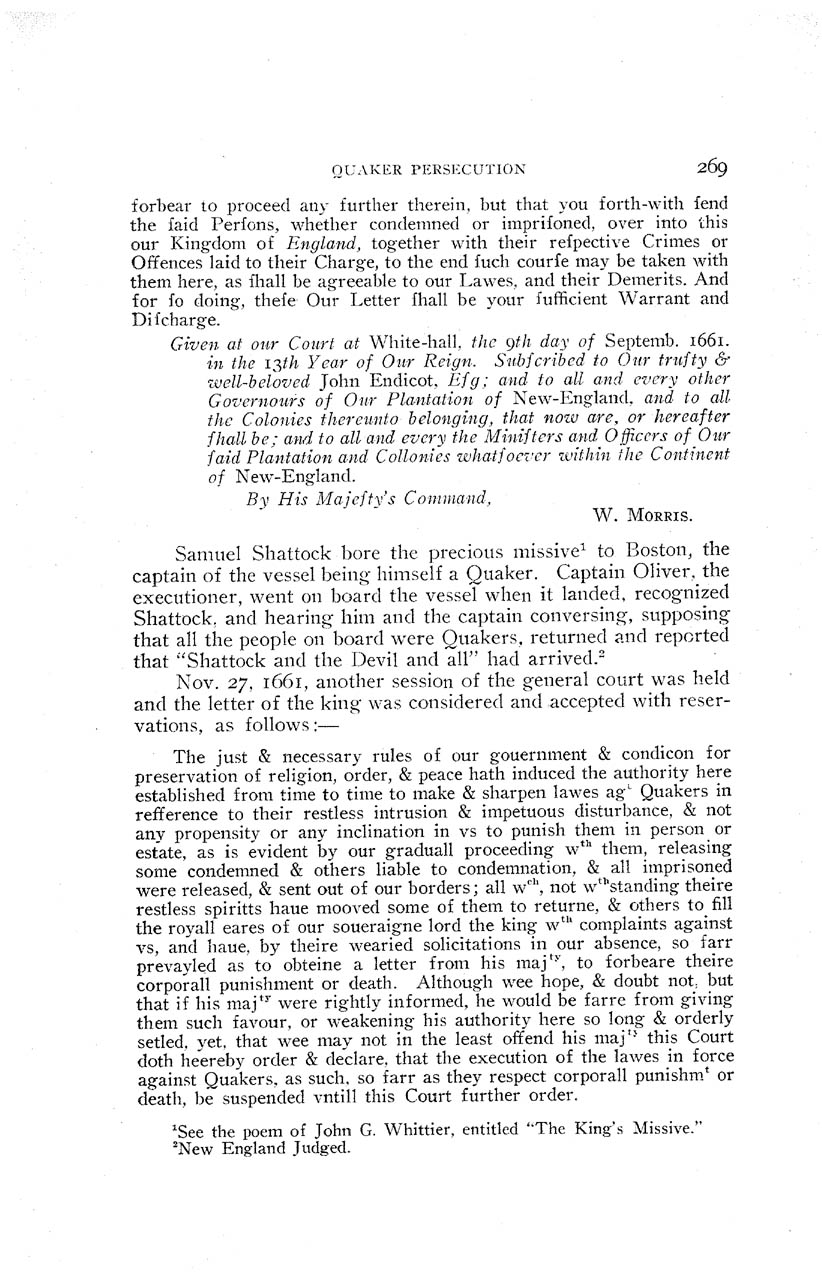 QUAKER PERSECUTION 269
forbear to proceed any further therein, but that you forth-with ſend
the ſaid Perſons, whether condemned or impriſoned, over into this
our Kingdom of England, together with their reſpective Crimes or
Offences laid to their Charge, to the end ſuch courſe may be taken with
them here, as ſhall be agreeable to our Lawes, and their Demerits. And
for ſo doing, theſe Our Letter ſhall be your ſufficient Warrant and
Diſcharge.
Given at our Court at White-hall, the 9th day of Septemb. 1661.
in the 13th Year of Our Reign. Subſcribed to Our truſty &
well-beloved John Endicot, Eſq; and to all and every other
Governours of Our Plantation of New-England, and to all
the Colonies thereunto belonging, that now are, or hereafter
ſhall be; and to all and every the Miniſters and Officers of Our
ſaid Plantation and Collonies whatſoever within the Continent
of New-England.
By His Majeſty's Command,
W. MORRIS.
Samuel Shattock bore the precious missive¹ to Boston, the
captain of the vessel being himself a Quaker. Captain Oliver, the
executioner, went on board the vessel when it landed, recognized
Shattock, and hearing him and the captain conversing, supposing
that all the people on board were Quakers, returned and reported
that "Shattock and the Devil and all" had arrived.²
Nov. 27, 1661, another session of the general court was held
and the letter of the king was considered and accepted with reser-
vations, as follows:—
The just & necessary rules of our gouernment & condicon for
preservation of religion, order, & peace hath induced the authority here
established from time to time to make & sharpen lawes agᵗ Quakers in
refference to their restless intrusion & impetuous disturbance, & not
any propensity or any inclination in vs to punish them in person or
estate, as is evident by our graduall proceeding wᵗʰ them, releasing
some condemned & others liable to condemnation, & all imprisoned
were released, & sent out of our borders; all wᶜʰ, not wᵗʰstanding theire
restless spiritts haue mooved some of them to returne, & others to fill
the royall eares of our soueraigne lord the king wᵗʰ complaints against
vs, and haue, by theire wearied solicitations in our absence, so farr
prevayled as to obteine a letter from his majᵗʸ, to forbeare theire
corporall punishment or death. Although wee hope, & doubt not, but
that if his majᵗʸ were rightly informed, he would be farre from giving
them such favour, or weakening his authority here so long & orderly
setled, yet, that wee may not in the least offend his majᵗʸ this Court
doth heereby order & declare, that the execution of the lawes in force
against Quakers, as such, so farr as they respect corporall punishmᵗ or
death, be suspended vntill this Court further order.
¹See the poem of John G. Whittier, entitled "The King's Missive."
²New England Judged.